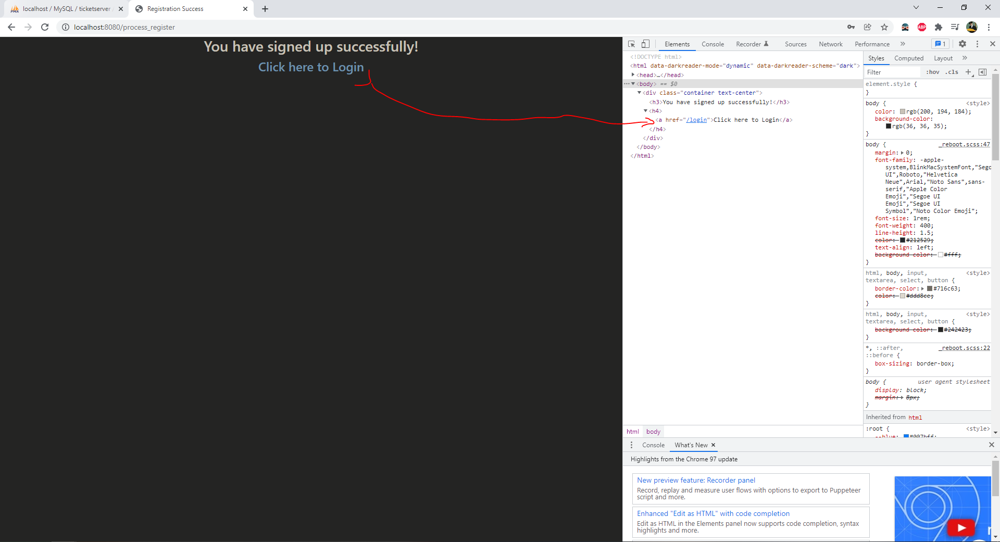 localhost / MySQL / ticketserver
Registration Success
localhost:8080/process_register
ABP
You have signed up successfully!
Click here to Login
Elements
Console
Recorder
Sources
Network
Performance
1
<!DOCTYPE html>
<html data-darkreader-mode="dynamic" data-darkreader-scheme="dark">
<head>…</head>
<body> == $0
<div class="container text-center">
<h3>You have signed up successfully!</h3>
<h4>
<a href="/login">Click here to Login</a>
</h4>
</div>
</body>
</html>
html
body
Styles
Computed
Layout
Filter
:hov
.cls
element.style {
}
body { <style>
color: rgb(200, 194, 184);
background-color:
rgb(36, 36, 35);
}
body { _reboot.scss:47
margin: 0;
font-family: -apple-
system,BlinkMacSystemFont,"Sego
UI",Roboto,"Helvetica
Neue",Arial,"Noto Sans",sans-
serif,"Apple Color
Emoji","Segoe UI
Emoji","Segoe UI
Symbol","Noto Color Emoji";
font-size: 1rem;
font-weight: 400;
line-height: 1.5;
color: #212529;
text-align: left;
background-color: #fff;
}
html, body, input, <style>
textarea, select, button {
border-color: #716c63;
color: #ddd8ce;
}
html, body, input, <style>
textarea, select, button {
background-color: #242423;
}
*, ::after, _reboot.scss:22
::before {
box-sizing: border-box;
}
body { user agent stylesheet
display: block;
margin: 8px;
}
Inherited from html
:root { <style>
--blue: #007bff;
Console
What's New
Highlights from the Chrome 97 update
New preview feature: Recorder panel
Record, replay and measure user flows with options to export to Puppeteer
script and more.
Enhanced "Edit as HTML" with code completion
Edit as HTML in the Elements panel now supports code completion, syntax
highlights and more.